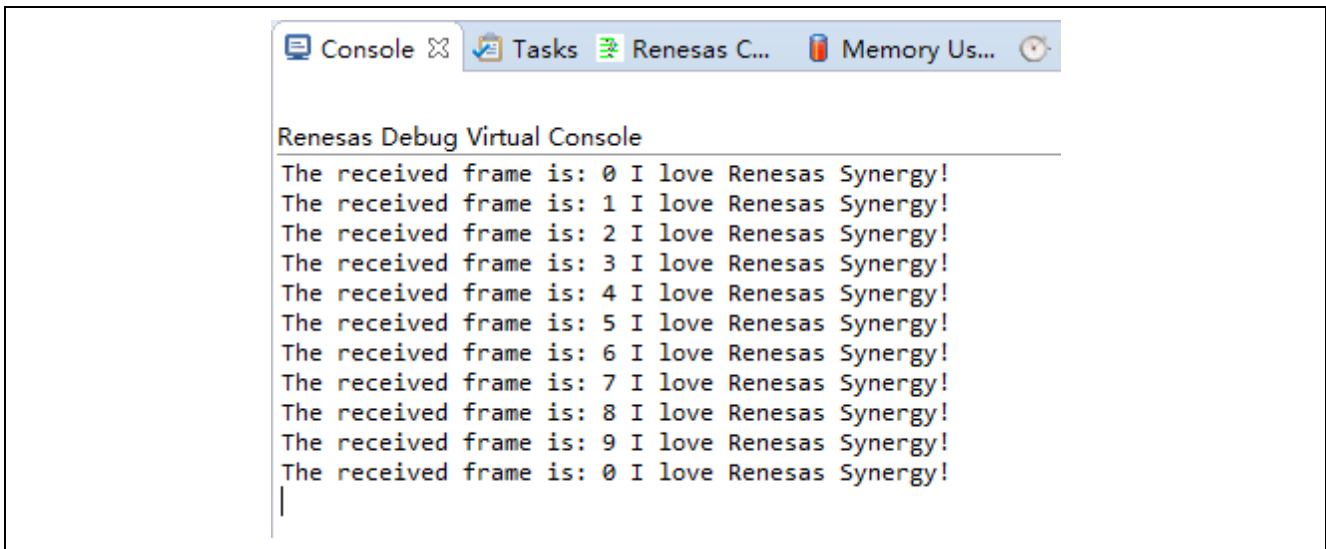 Console Tasks Renesas C... Memory Us...
Renesas Debug Virtual Console
The received frame is: 0 I love Renesas Synergy!
The received frame is: 1 I love Renesas Synergy!
The received frame is: 2 I love Renesas Synergy!
The received frame is: 3 I love Renesas Synergy!
The received frame is: 4 I love Renesas Synergy!
The received frame is: 5 I love Renesas Synergy!
The received frame is: 6 I love Renesas Synergy!
The received frame is: 7 I love Renesas Synergy!
The received frame is: 8 I love Renesas Synergy!
The received frame is: 9 I love Renesas Synergy!
The received frame is: 0 I love Renesas Synergy!